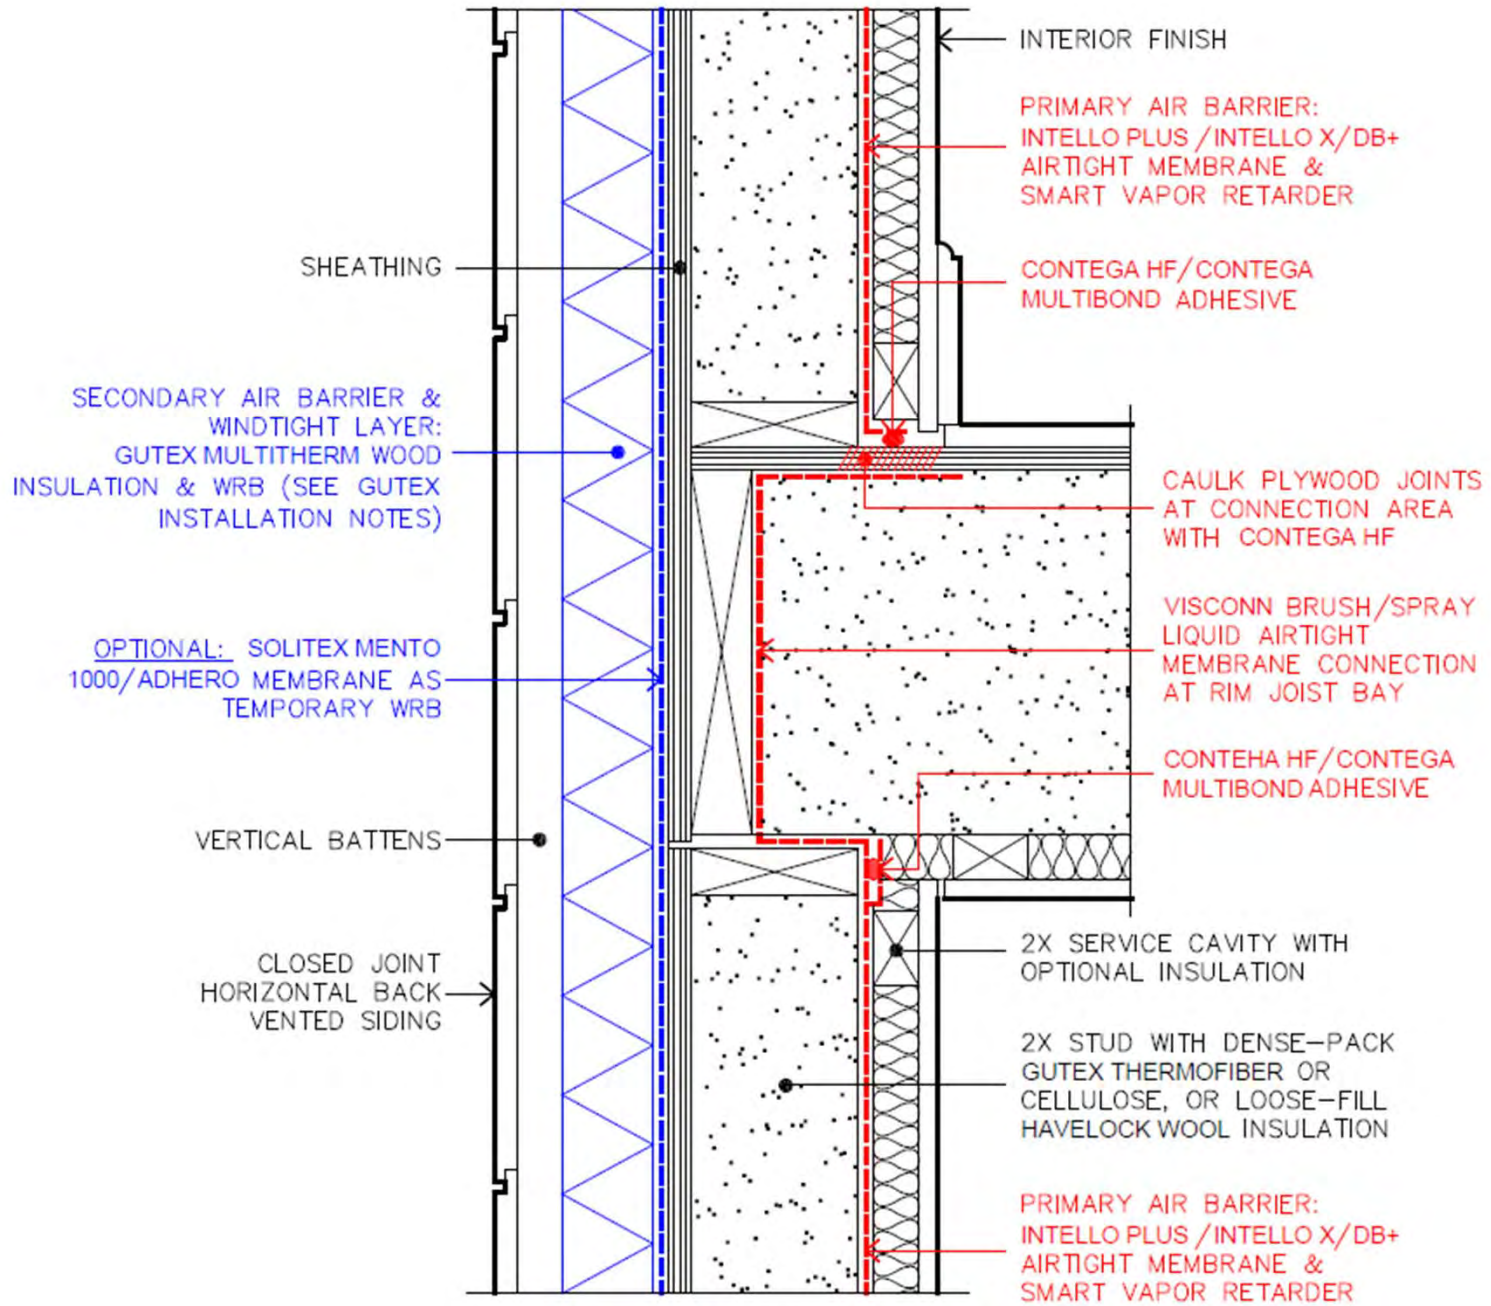 INTERIOR FINISH
PRIMARY AIR BARRIER:
INTELLO PLUS /INTELLO X/DB+
AIRTIGHT MEMBRANE &
SMART VAPOR RETARDER
CONTEGA HF/CONTEGA
MULTIBOND ADHESIVE
SHEATHING
SECONDARY AIR BARRIER &
WINDTIGHT LAYER:
GUTEX MULTITHERM WOOD
INSULATION & WRB (SEE GUTEX
INSTALLATION NOTES)
CAULK PLYWOOD JOINTS
AT CONNECTION AREA
WITH CONTEGA HF
VISCONN BRUSH/SPRAY
LIQUID AIRTIGHT
MEMBRANE CONNECTION
AT RIM JOIST BAY
OPTIONAL: SOLITEX MENTO
1000/ADHERO MEMBRANE AS
TEMPORARY WRB
CONTEHA HF/CONTEGA
MULTIBOND ADHESIVE
VERTICAL BATTENS
CLOSED JOINT
HORIZONTAL BACK
VENTED SIDING
2X SERVICE CAVITY WITH
OPTIONAL INSULATION
2X STUD WITH DENSE-PACK
GUTEX THERMOFIBER OR
CELLULOSE, OR LOOSE-FILL
HAVELOCK WOOL INSULATION
PRIMARY AIR BARRIER:
INTELLO PLUS /INTELLO X/DB+
AIRTIGHT MEMBRANE &
SMART VAPOR RETARDER